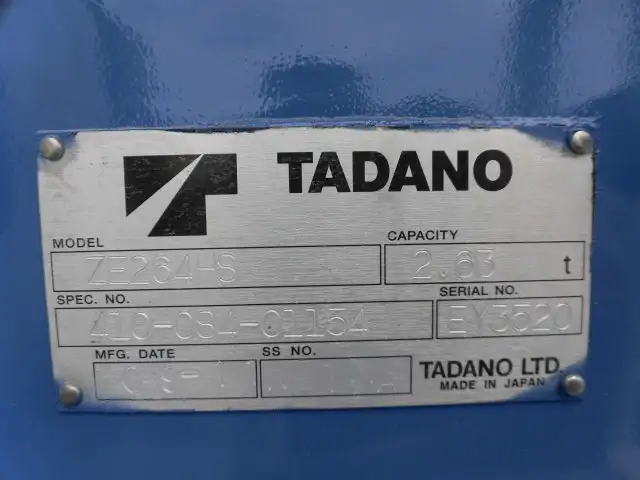 TADANO
MODEL
ZE264HS
CAPACITY
2.63 t
SPEC. NO.
SERIAL NO.
EY3520
MFG. DATE
SS NO.
TADANO LTD.
MADE IN JAPAN